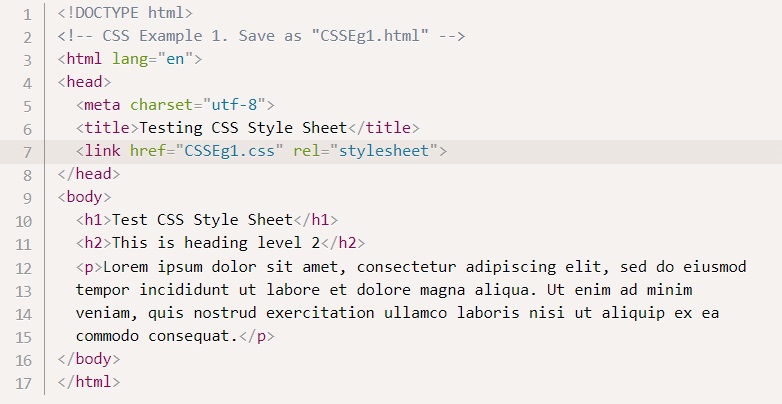 1 <!DOCTYPE html>
2 <!-- CSS Example 1. Save as "CSSEg1.html" -->
3 <html lang="en">
4 <head>
5   <meta charset="utf-8">
6   <title>Testing CSS Style Sheet</title>
7   <link href="CSSEg1.css" rel="stylesheet">
8 </head>
9 <body>
10   <h1>Test CSS Style Sheet</h1>
11   <h2>This is heading level 2</h2>
12   <p>Lorem ipsum dolor sit amet, consectetur adipiscing elit, sed do eiusmod
13   tempor incididunt ut labore et dolore magna aliqua. Ut enim ad minim
14   veniam, quis nostrud exercitation ullamco laboris nisi ut aliquip ex ea
15   commodo consequat.</p>
16 </body>
17 </html>